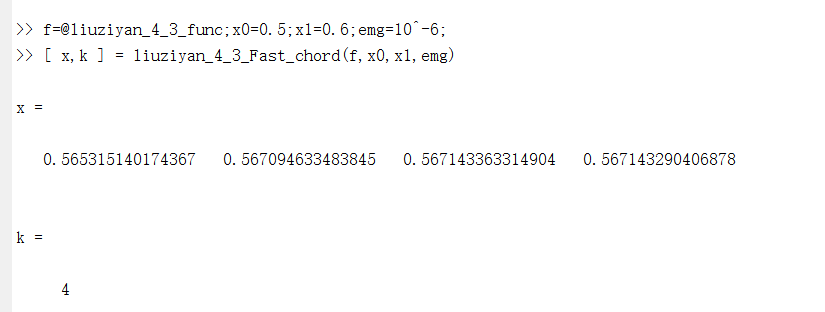 >> f=@liuziyan_4_3_func;x0=0.5;x1=0.6;emg=10^-6;
>> [ x,k ] = liuziyan_4_3_Fast_chord(f,x0,x1,emg)
x =
0.565315140174367 0.567094633483845 0.567143363314904 0.567143290406878
k =
4